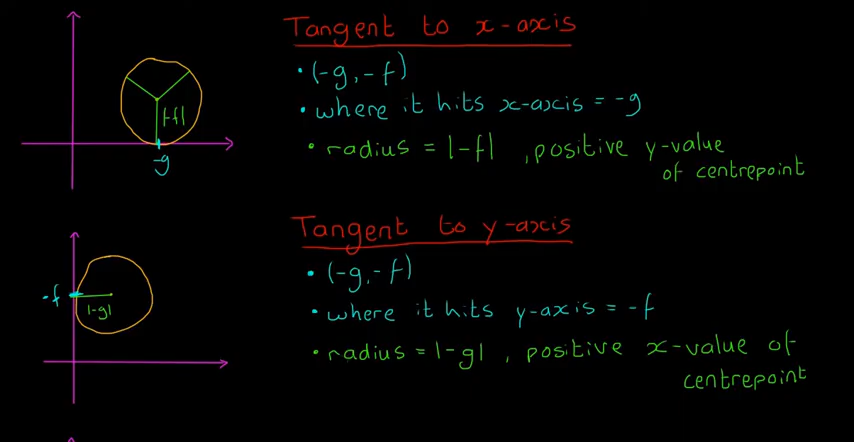 Tangent to x-axis
• (-g, -f)
• where it hits x-axis = -g
• radius = |-f| , positive y-value
of centrepoint
|-f|
-g
Tangent to y-axis
• (-g, -f)
• where it hits y-axis = -f
• radius = |-g| , positive x-value of
centrepoint
-f
|-g|